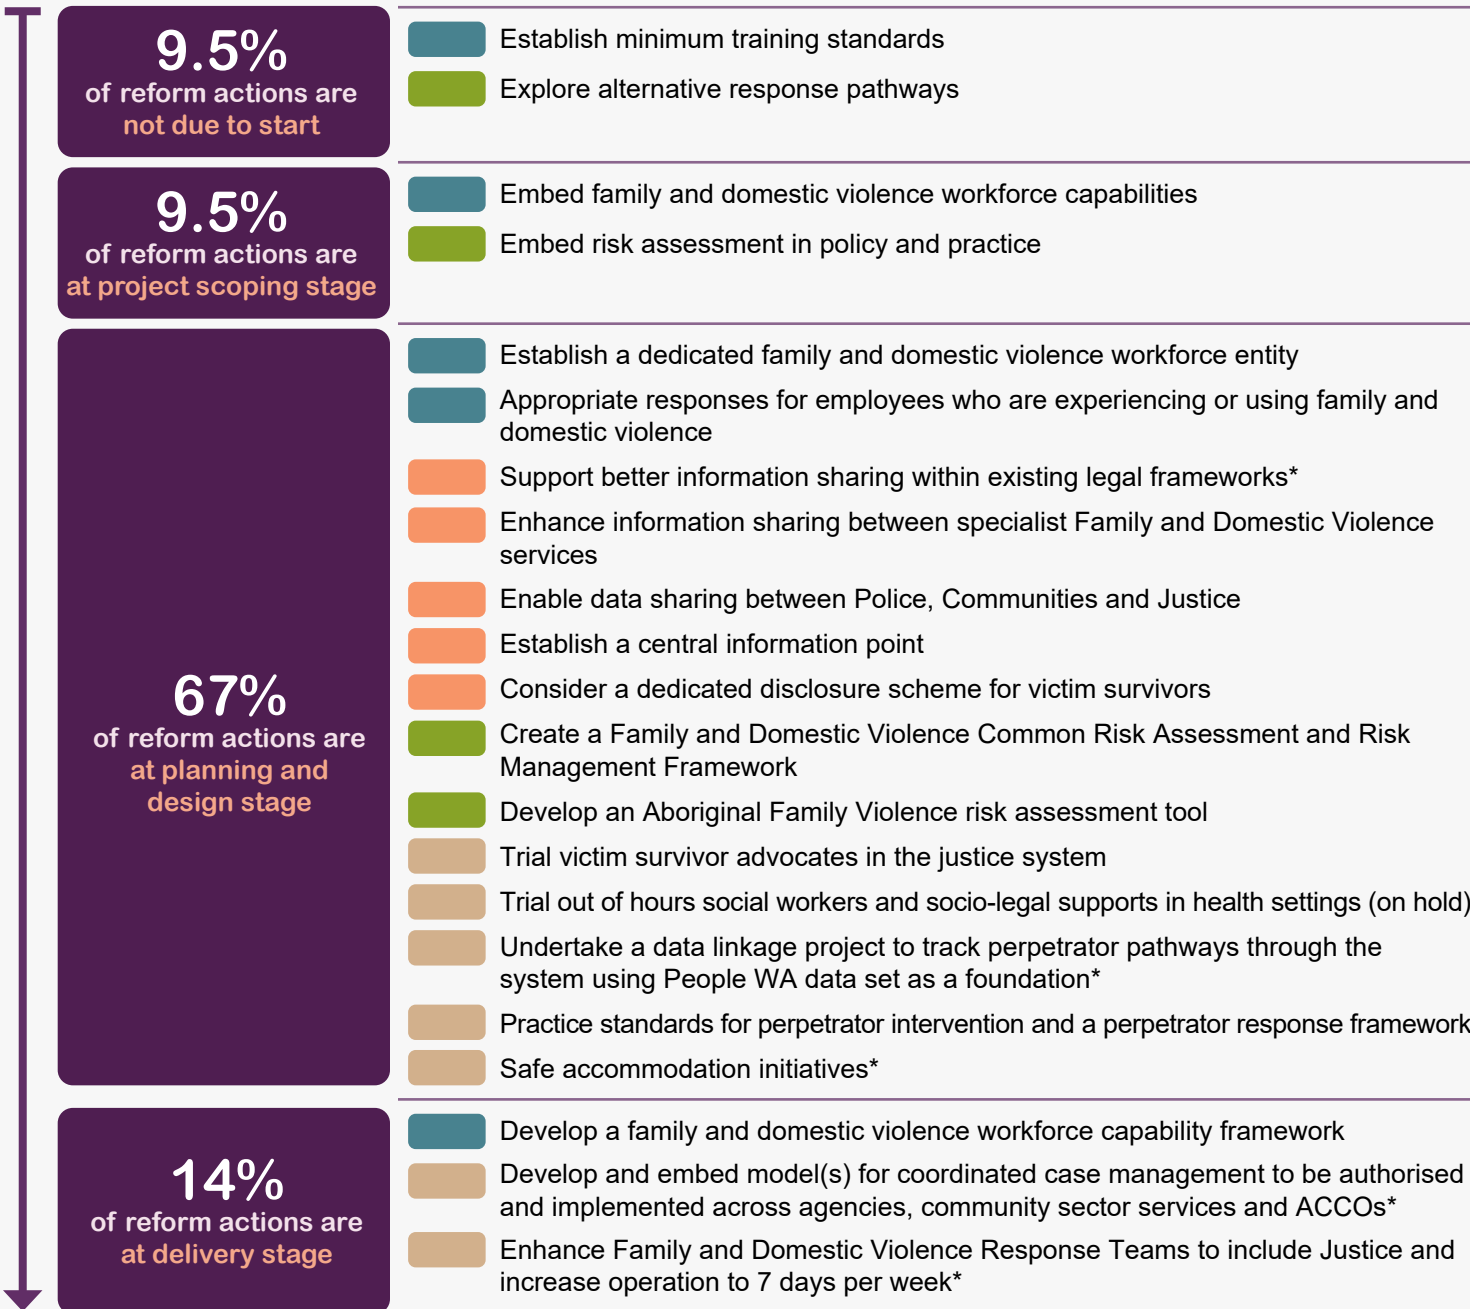 9.5%
of reform actions are
not due to start
Establish minimum training standards
Explore alternative response pathways
9.5%
of reform actions are
at project scoping stage
Embed family and domestic violence workforce capabilities
Embed risk assessment in policy and practice
67%
of reform actions are
at planning and
design stage
Establish a dedicated family and domestic violence workforce entity
Appropriate responses for employees who are experiencing or using family and
domestic violence
Support better information sharing within existing legal frameworks*
Enhance information sharing between specialist Family and Domestic Violence
services
Enable data sharing between Police, Communities and Justice
Establish a central information point
Consider a dedicated disclosure scheme for victim survivors
Create a Family and Domestic Violence Common Risk Assessment and Risk
Management Framework
Develop an Aboriginal Family Violence risk assessment tool
Trial victim survivor advocates in the justice system
Trial out of hours social workers and socio-legal supports in health settings (on hold)
Undertake a data linkage project to track perpetrator pathways through the
system using People WA data set as a foundation*
Practice standards for perpetrator intervention and a perpetrator response framework
Safe accommodation initiatives*
14%
of reform actions are
at delivery stage
Develop a family and domestic violence workforce capability framework
Develop and embed model(s) for coordinated case management to be authorised
and implemented across agencies, community sector services and ACCOs*
Enhance Family and Domestic Violence Response Teams to include Justice and
increase operation to 7 days per week*